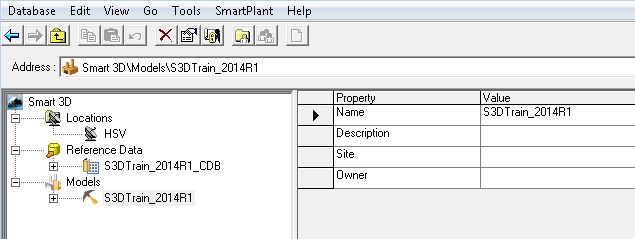 Database Edit View Go Tools SmartPlant Help
Address : Smart 3D\Models\S3DTrain_2014R1
Smart 3D
Locations
HSV
Reference Data
S3DTrain_2014R1_CDB
Models
S3DTrain_2014R1
Property Value
Name S3DTrain_2014R1
Description
Site
Owner